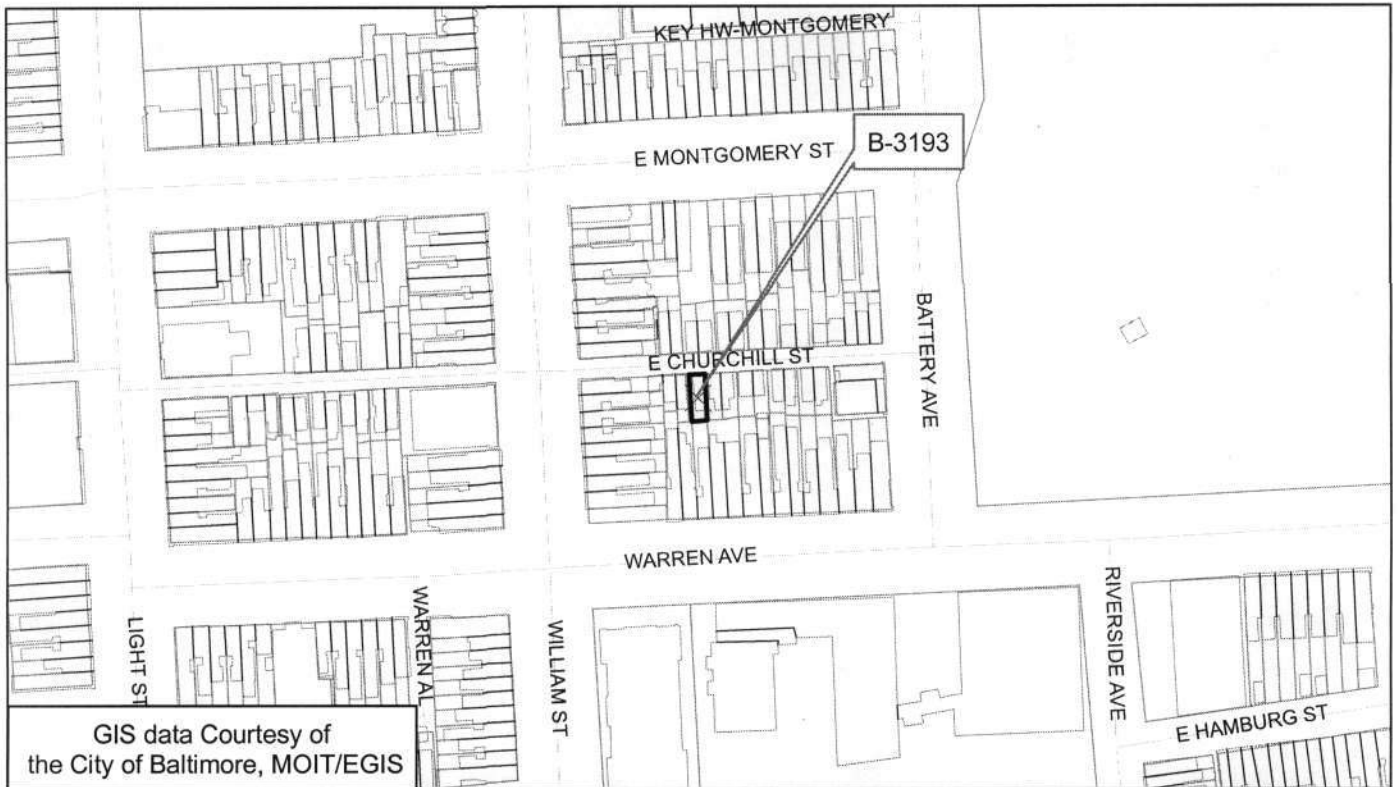 KEY HW-MONTGOMERY
B-3193
E MONTGOMERY ST
BATTERY AVE
E CHURCHILL ST
WARREN AVE
LIGHT ST
WARREN AL
WILLIAM ST
RIVERSIDE AVE
E HAMBURG ST
GIS data Courtesy of
the City of Baltimore, MOIT/EGIS